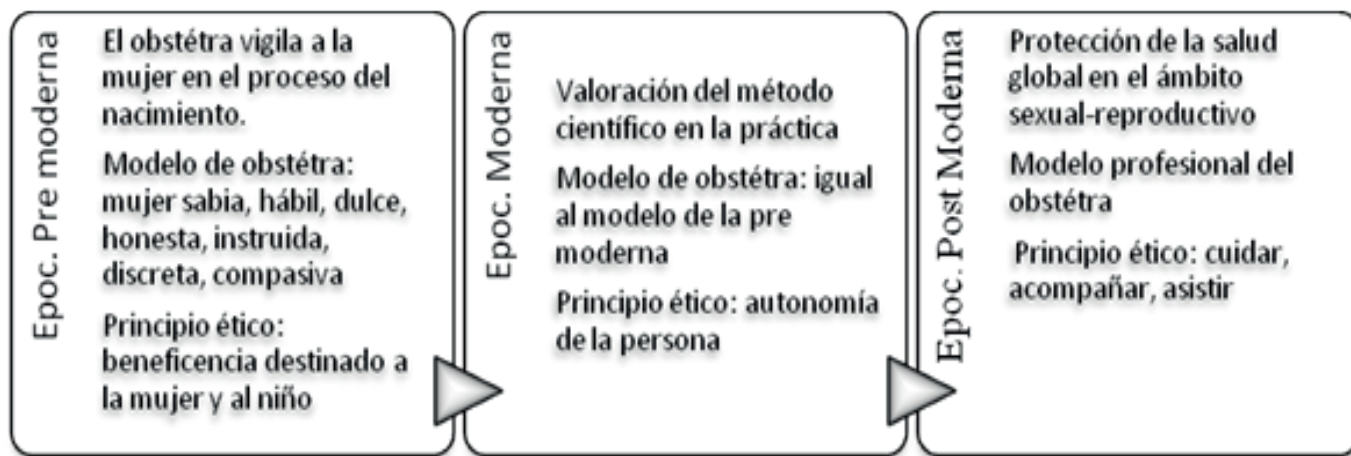 Epoc. Pre moderna
El obstétra vigila a la
mujer en el proceso del
nacimiento.
Modelo de obstétra:
mujer sabia, hábil, dulce,
honesta, instruida,
discreta, compasiva
Principio ético:
beneficencia destinado a
la mujer y al niño
Epoc. Moderna
Valoración del método
científico en la práctica
Modelo de obstétra: igual
al modelo de la pre
moderna
Principio ético: autonomía
de la persona
Epoc. Post Moderna
Protección de la salud
global en el ámbito
sexual-reproductivo
Modelo profesional del
obstétra
Principio ético: cuidar,
acompañar, asistir